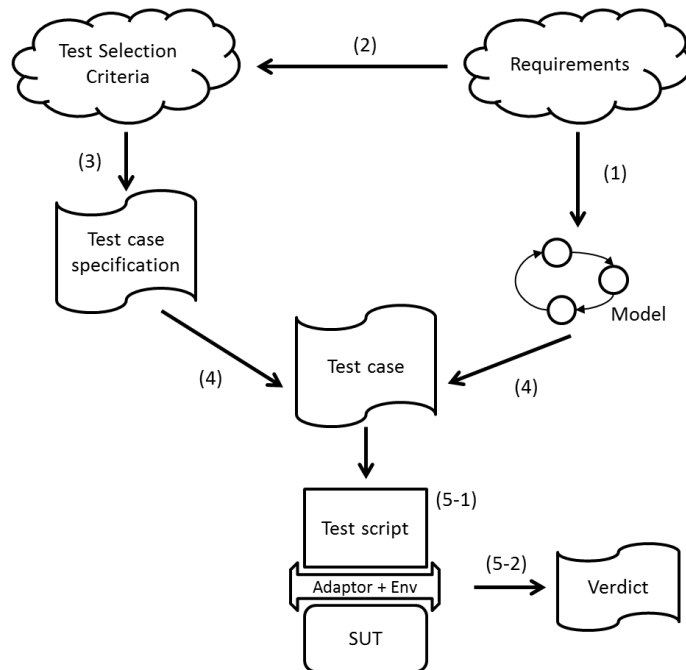 Test Selection
Criteria
(2)
Requirements
(3)
(1)
Test case
specification
Model
(4)
Test case
(4)
(5-1)
Test script
(5-2)
Adaptor + Env
Verdict
SUT